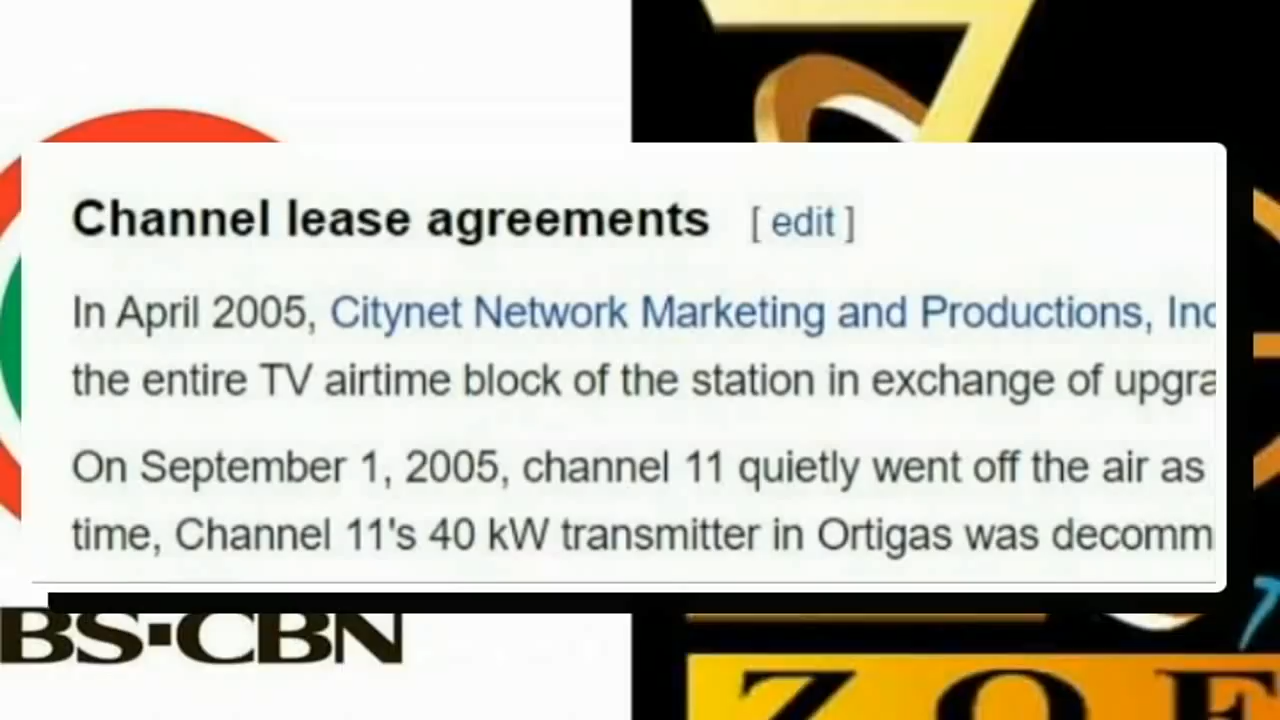 Channel lease agreements [ edit ]
In April 2005, Citynet Network Marketing and Productions, Inc
the entire TV airtime block of the station in exchange of upgra
On September 1, 2005, channel 11 quietly went off the air as
time, Channel 11's 40 kW transmitter in Ortigas was decomm
BS-CBN
ZOE